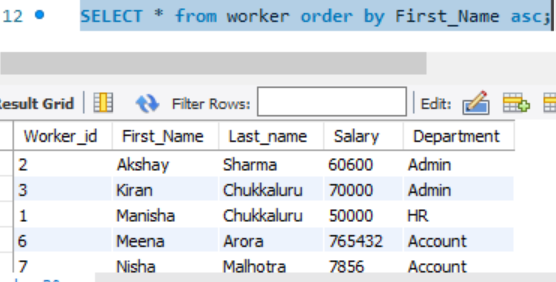 12 SELECT * from worker order by First_Name asc;
Result Grid Filter Rows: Edit:
Worker_id First_Name Last_name Salary Department
2 Akshay Sharma 60600 Admin
3 Kiran Chukkaluru 70000 Admin
1 Manisha Chukkaluru 50000 HR
6 Meena Arora 765432 Account
7 Nisha Malhotra 7856 Account